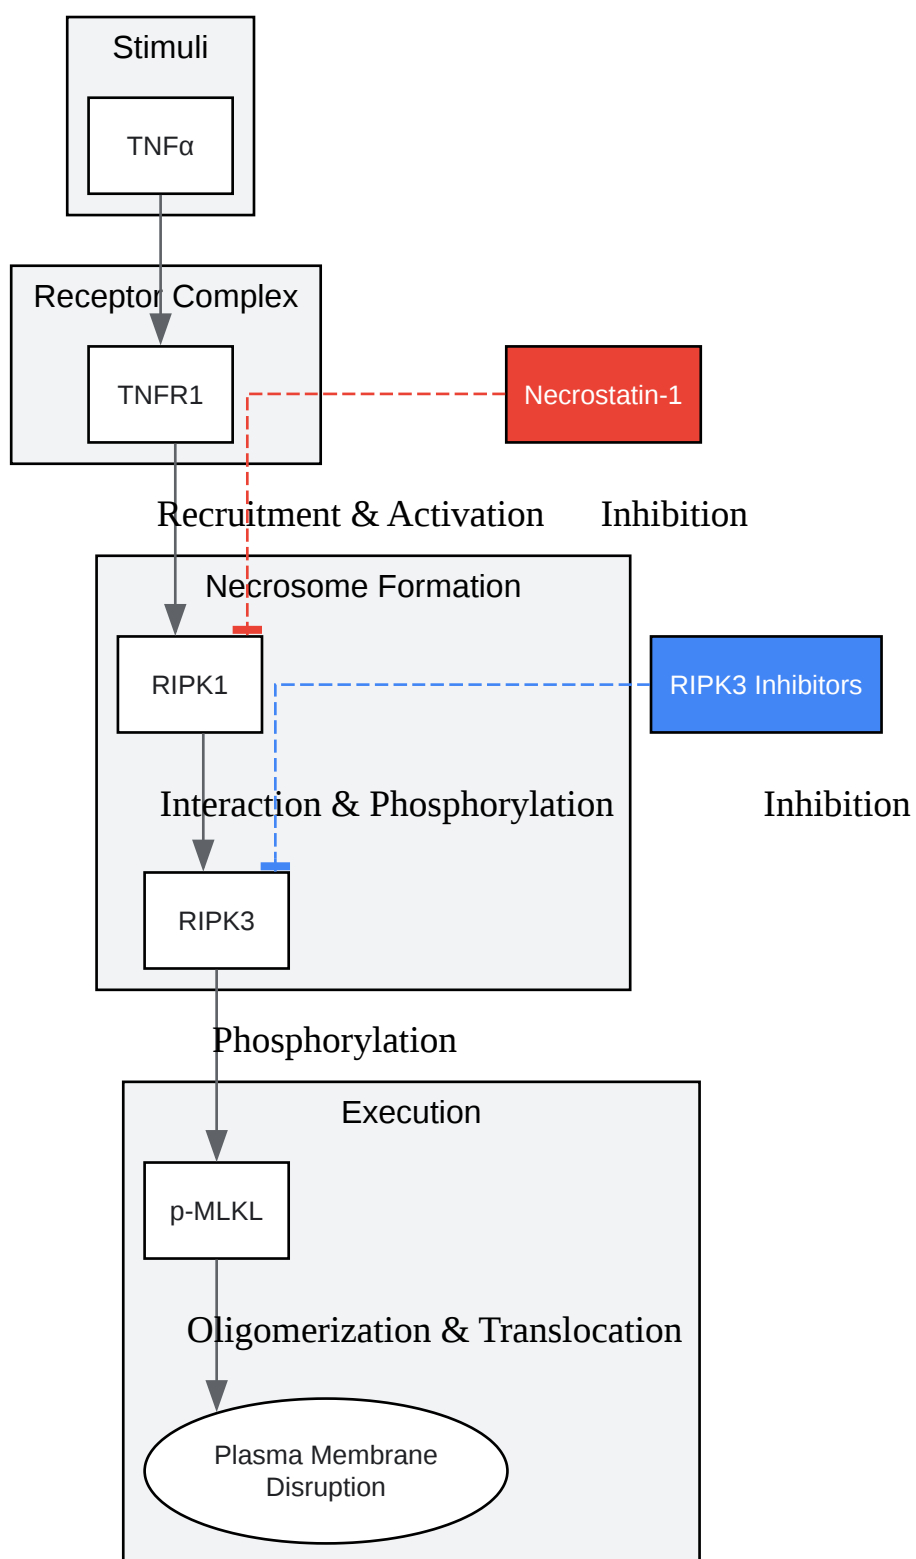 Stimuli
TNFα
Receptor Complex
TNFR1
Necrostatin-1
Recruitment & Activation
Inhibition
Necrosome Formation
RIPK1
RIPK3 Inhibitors
Interaction & Phosphorylation
Inhibition
RIPK3
Phosphorylation
Execution
p-MLKL
Oligomerization & Translocation
Plasma Membrane
Disruption